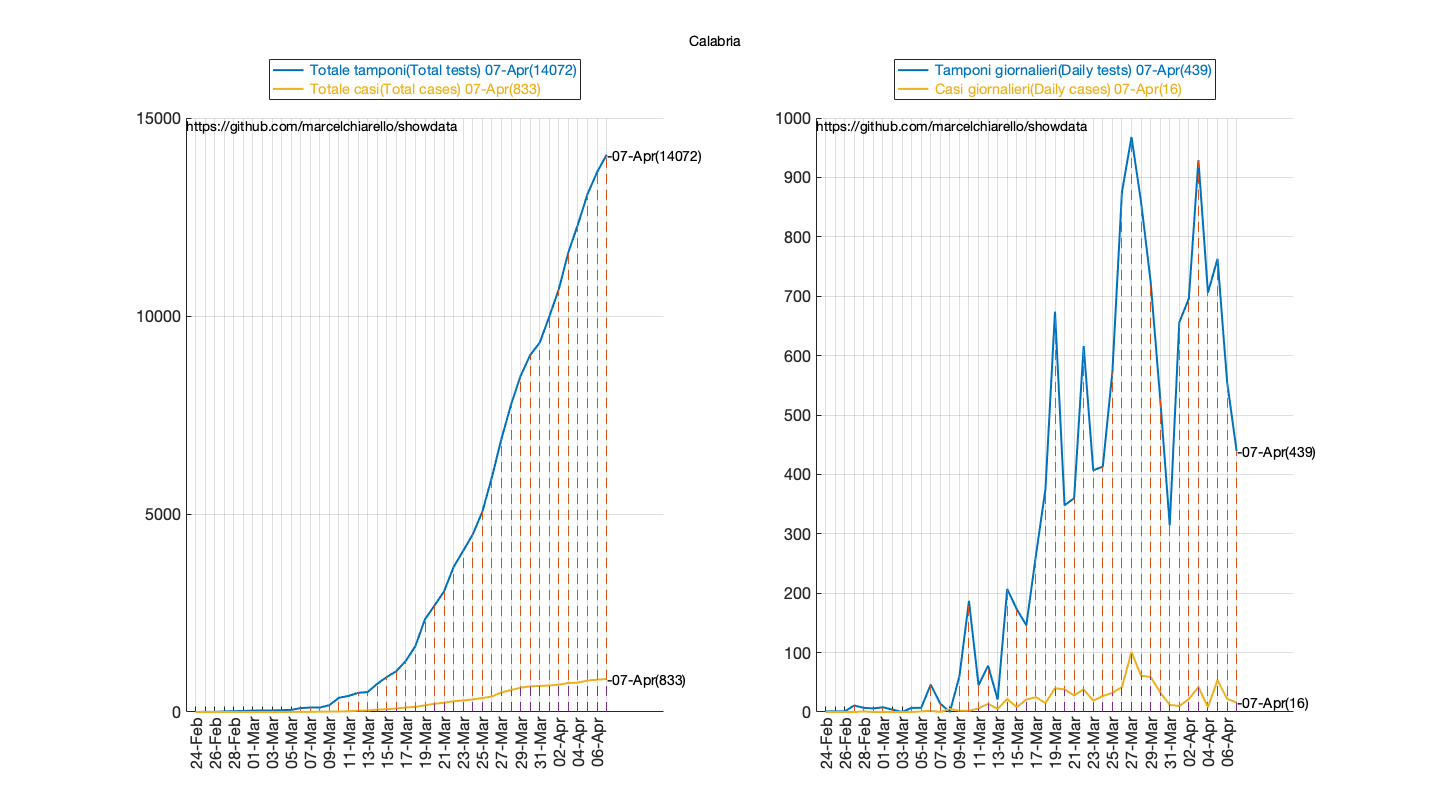 Calabria
Totale tamponi(Total tests) 07-Apr(14072)
Totale casi(Total cases) 07-Apr(833)
15000
https://github.com/marcelchiarello/showdata
-07-Apr(14072)
10000
5000
-07-Apr(833)
0
24-Feb
26-Feb
28-Feb
01-Mar
03-Mar
05-Mar
07-Mar
09-Mar
11-Mar
13-Mar
15-Mar
17-Mar
19-Mar
21-Mar
23-Mar
25-Mar
27-Mar
29-Mar
31-Mar
02-Apr
04-Apr
06-Apr
Tamponi giornalieri(Daily tests) 07-Apr(439)
Casi giornalieri(Daily cases) 07-Apr(16)
1000
https://github.com/marcelchiarello/showdata
900
800
700
600
500
-07-Apr(439)
400
300
200
100
-07-Apr(16)
0
24-Feb
26-Feb
28-Feb
01-Mar
03-Mar
05-Mar
07-Mar
09-Mar
11-Mar
13-Mar
15-Mar
17-Mar
19-Mar
21-Mar
23-Mar
25-Mar
27-Mar
29-Mar
31-Mar
02-Apr
04-Apr
06-Apr